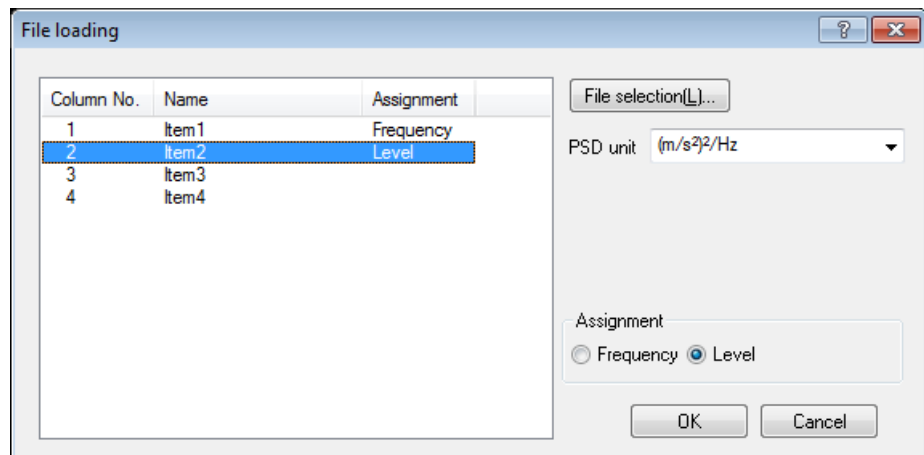 File loading
Column No. Name Assignment
1 Item1 Frequency
2 Item2 Level
3 Item3
4 Item4
File selection(L)...
PSD unit (m/s²)²/Hz
Assignment
Frequency Level
OK Cancel